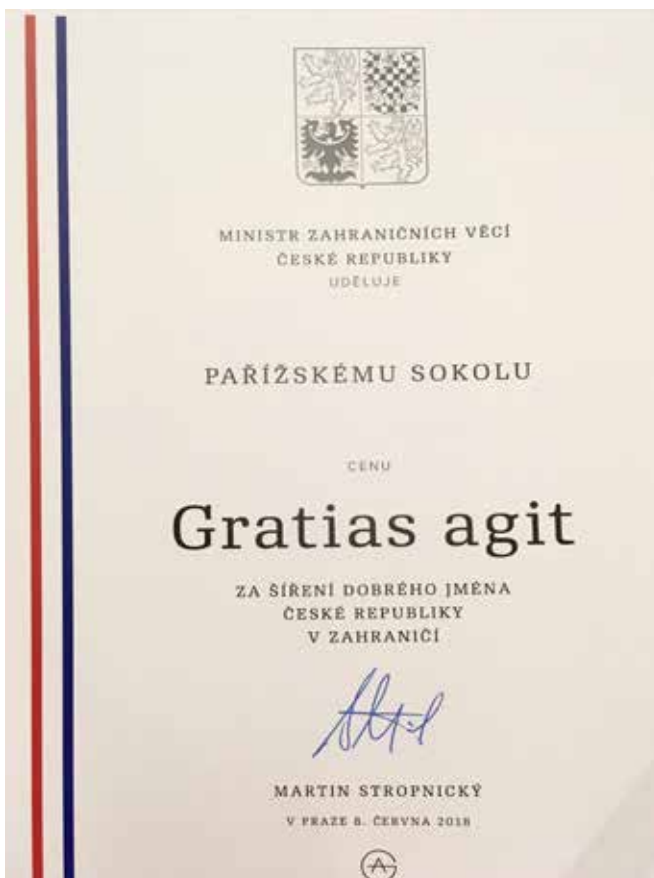 MINISTR ZAHRANIČNÍCH VĚCÍ
ČESKÉ REPUBLIKY
UDĚLUJE
PAŘÍŽSKÉMU SOKOLU
CENU
Gratias agit
ZA ŠÍŘENÍ DOBRÉHO JMÉNA
ČESKÉ REPUBLIKY
V ZAHRANIČÍ
MARTIN STROPNICKÝ
V PRAZE 8. ČERVNA 2018